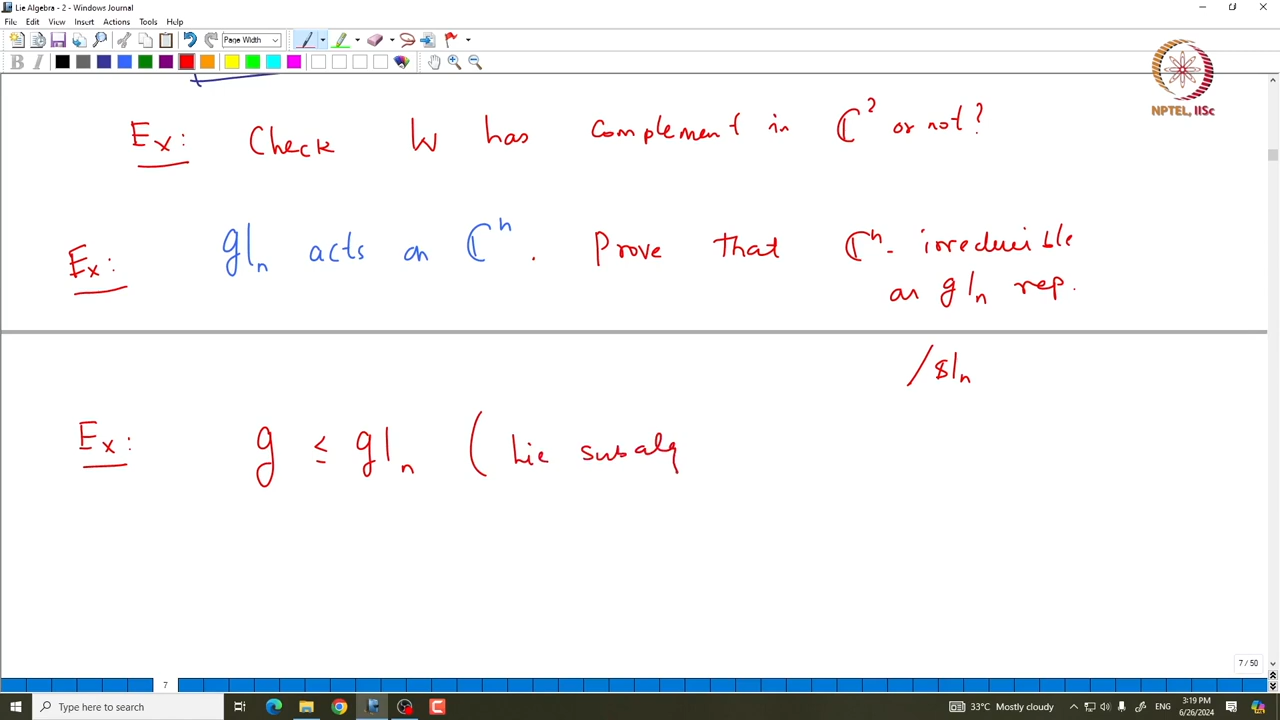 Lie Algebra - 2 - Windows Journal
File Edit View Insert Actions Tools Help
Page Width
NPTEL, IISc
Ex: Check W has complement in ℂ² or not?
Ex: gl_n acts on ℂⁿ. Prove that ℂⁿ - irreducible
as gl_n rep.
/sl_n
Ex: g ≤ gl_n ( Lie subalg
7 / 50
7
Type here to search
33°C Mostly cloudy
ENG
3:19 PM
6/26/2024